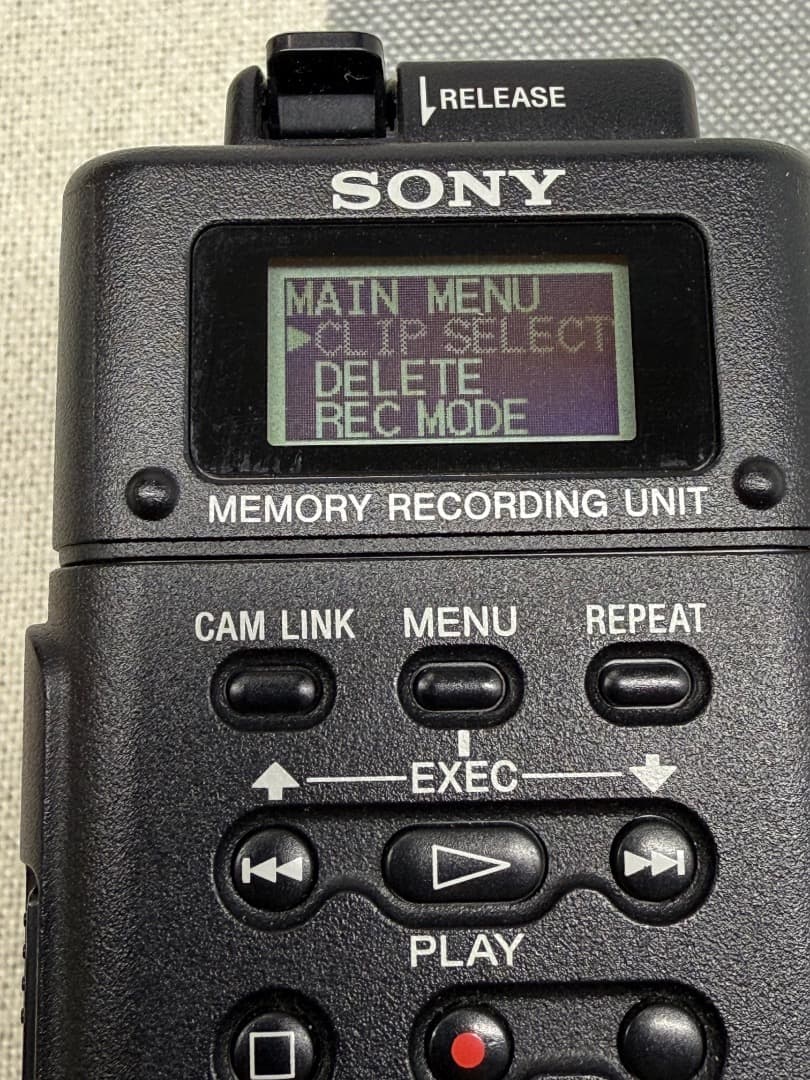 RELEASE
SONY
MAIN MENU
CLIP SELECT
DELETE
REC MODE
MEMORY RECORDING UNIT
CAM LINK MENU REPEAT
EXEC
PLAY